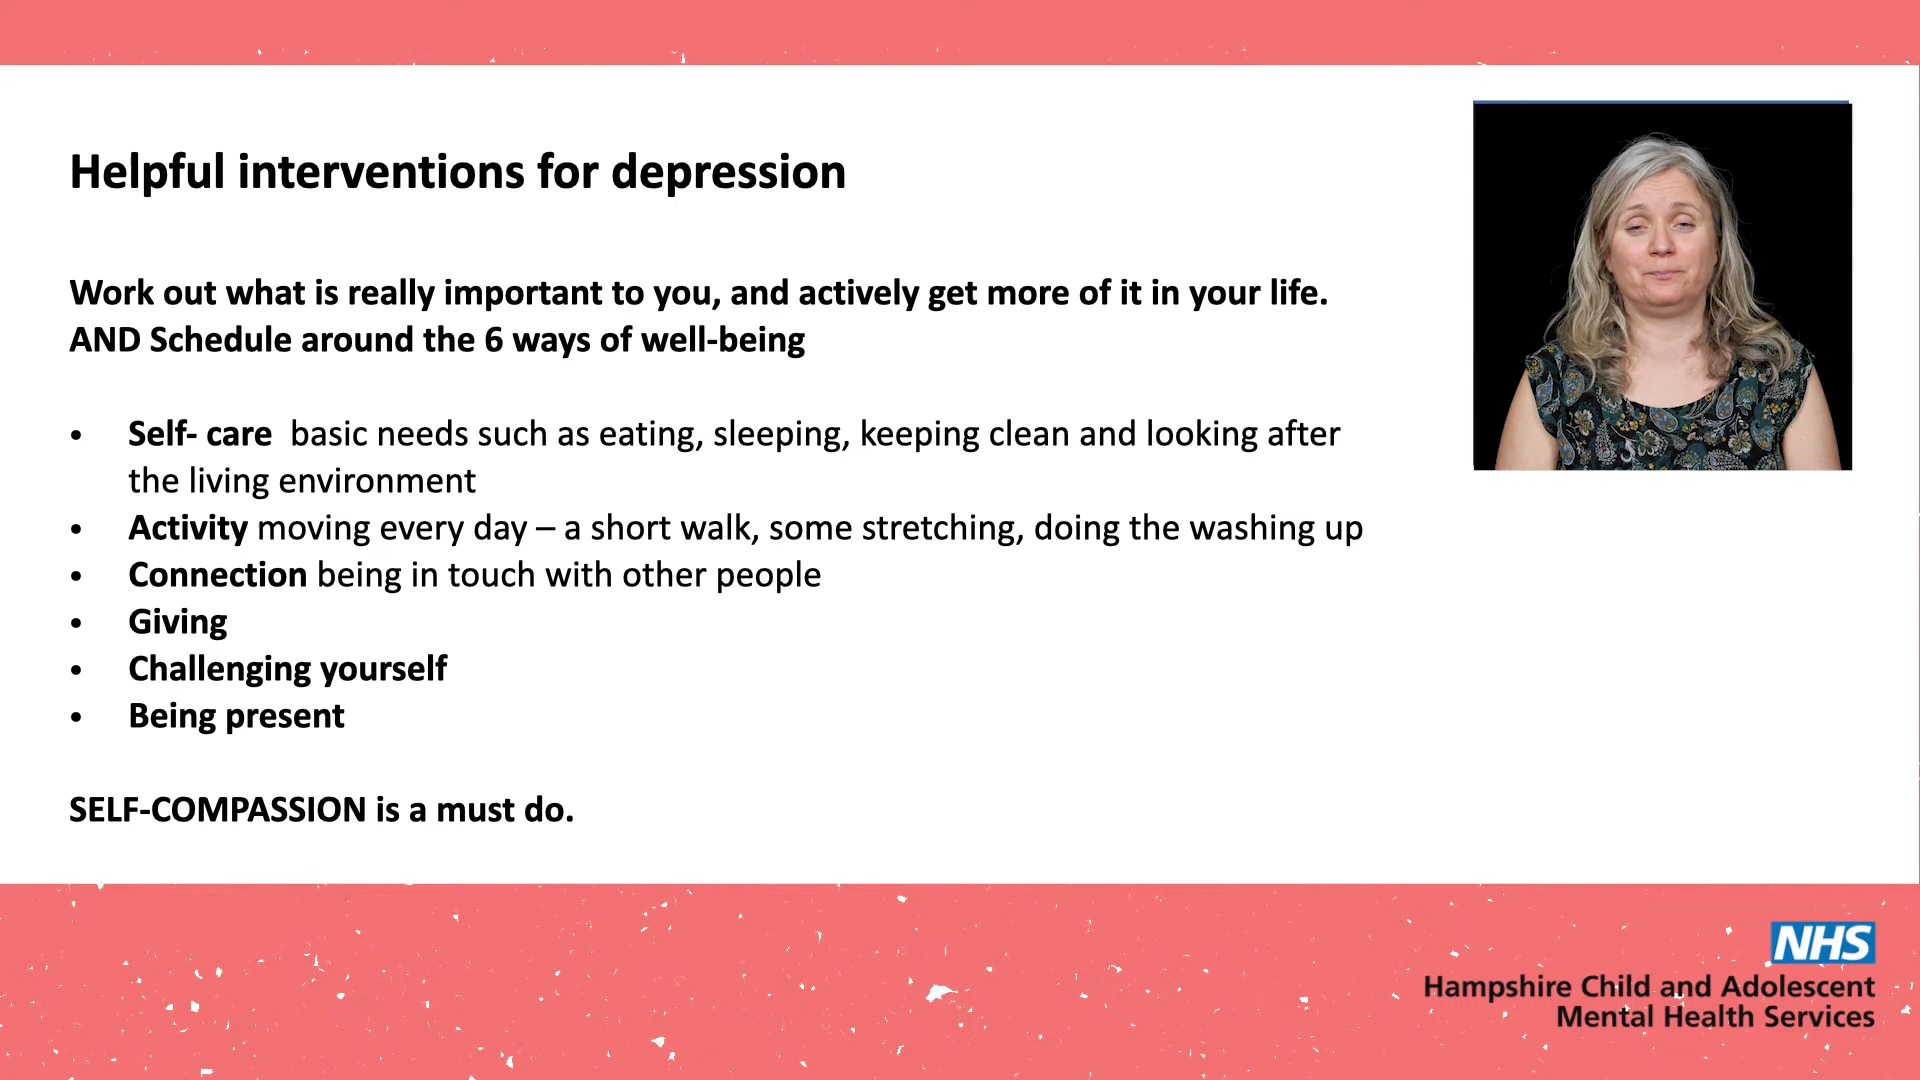 Helpful interventions for depression
Work out what is really important to you, and actively get more of it in your life.
AND Schedule around the 6 ways of well-being
• Self- care basic needs such as eating, sleeping, keeping clean and looking after
the living environment
• Activity moving every day – a short walk, some stretching, doing the washing up
• Connection being in touch with other people
• Giving
• Challenging yourself
• Being present
SELF-COMPASSION is a must do.
NHS
Hampshire Child and Adolescent
Mental Health Services